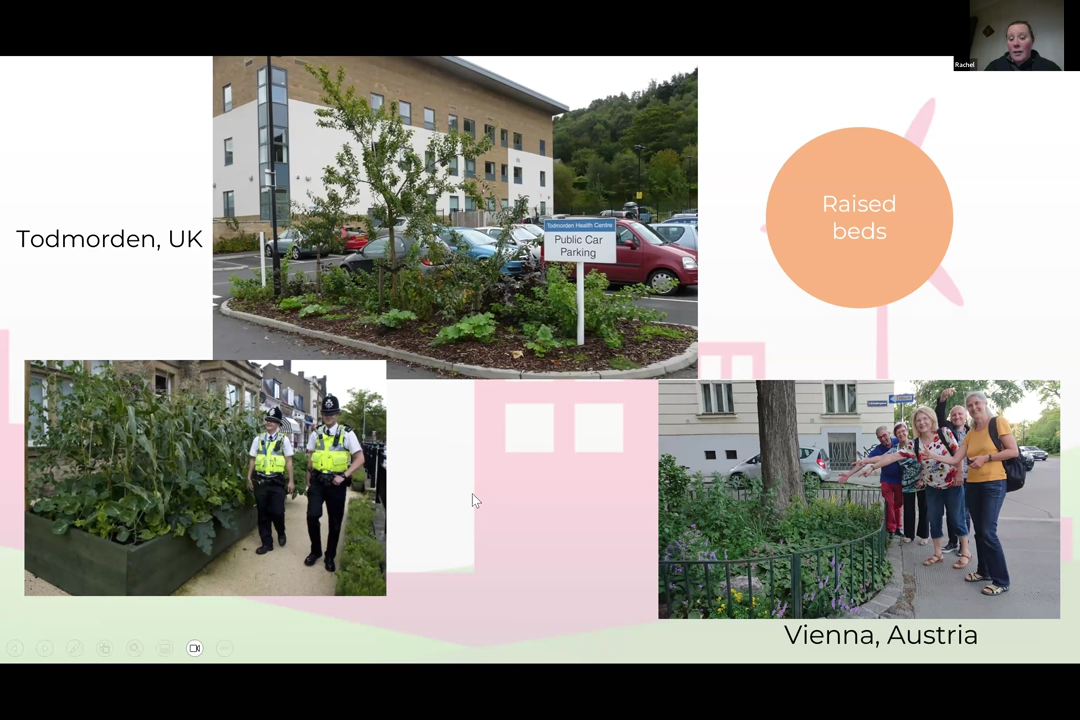 Rachel
Todmorden, UK
Todmorden Health Centre
Public Car
Parking
Raised
beds
Vienna, Austria